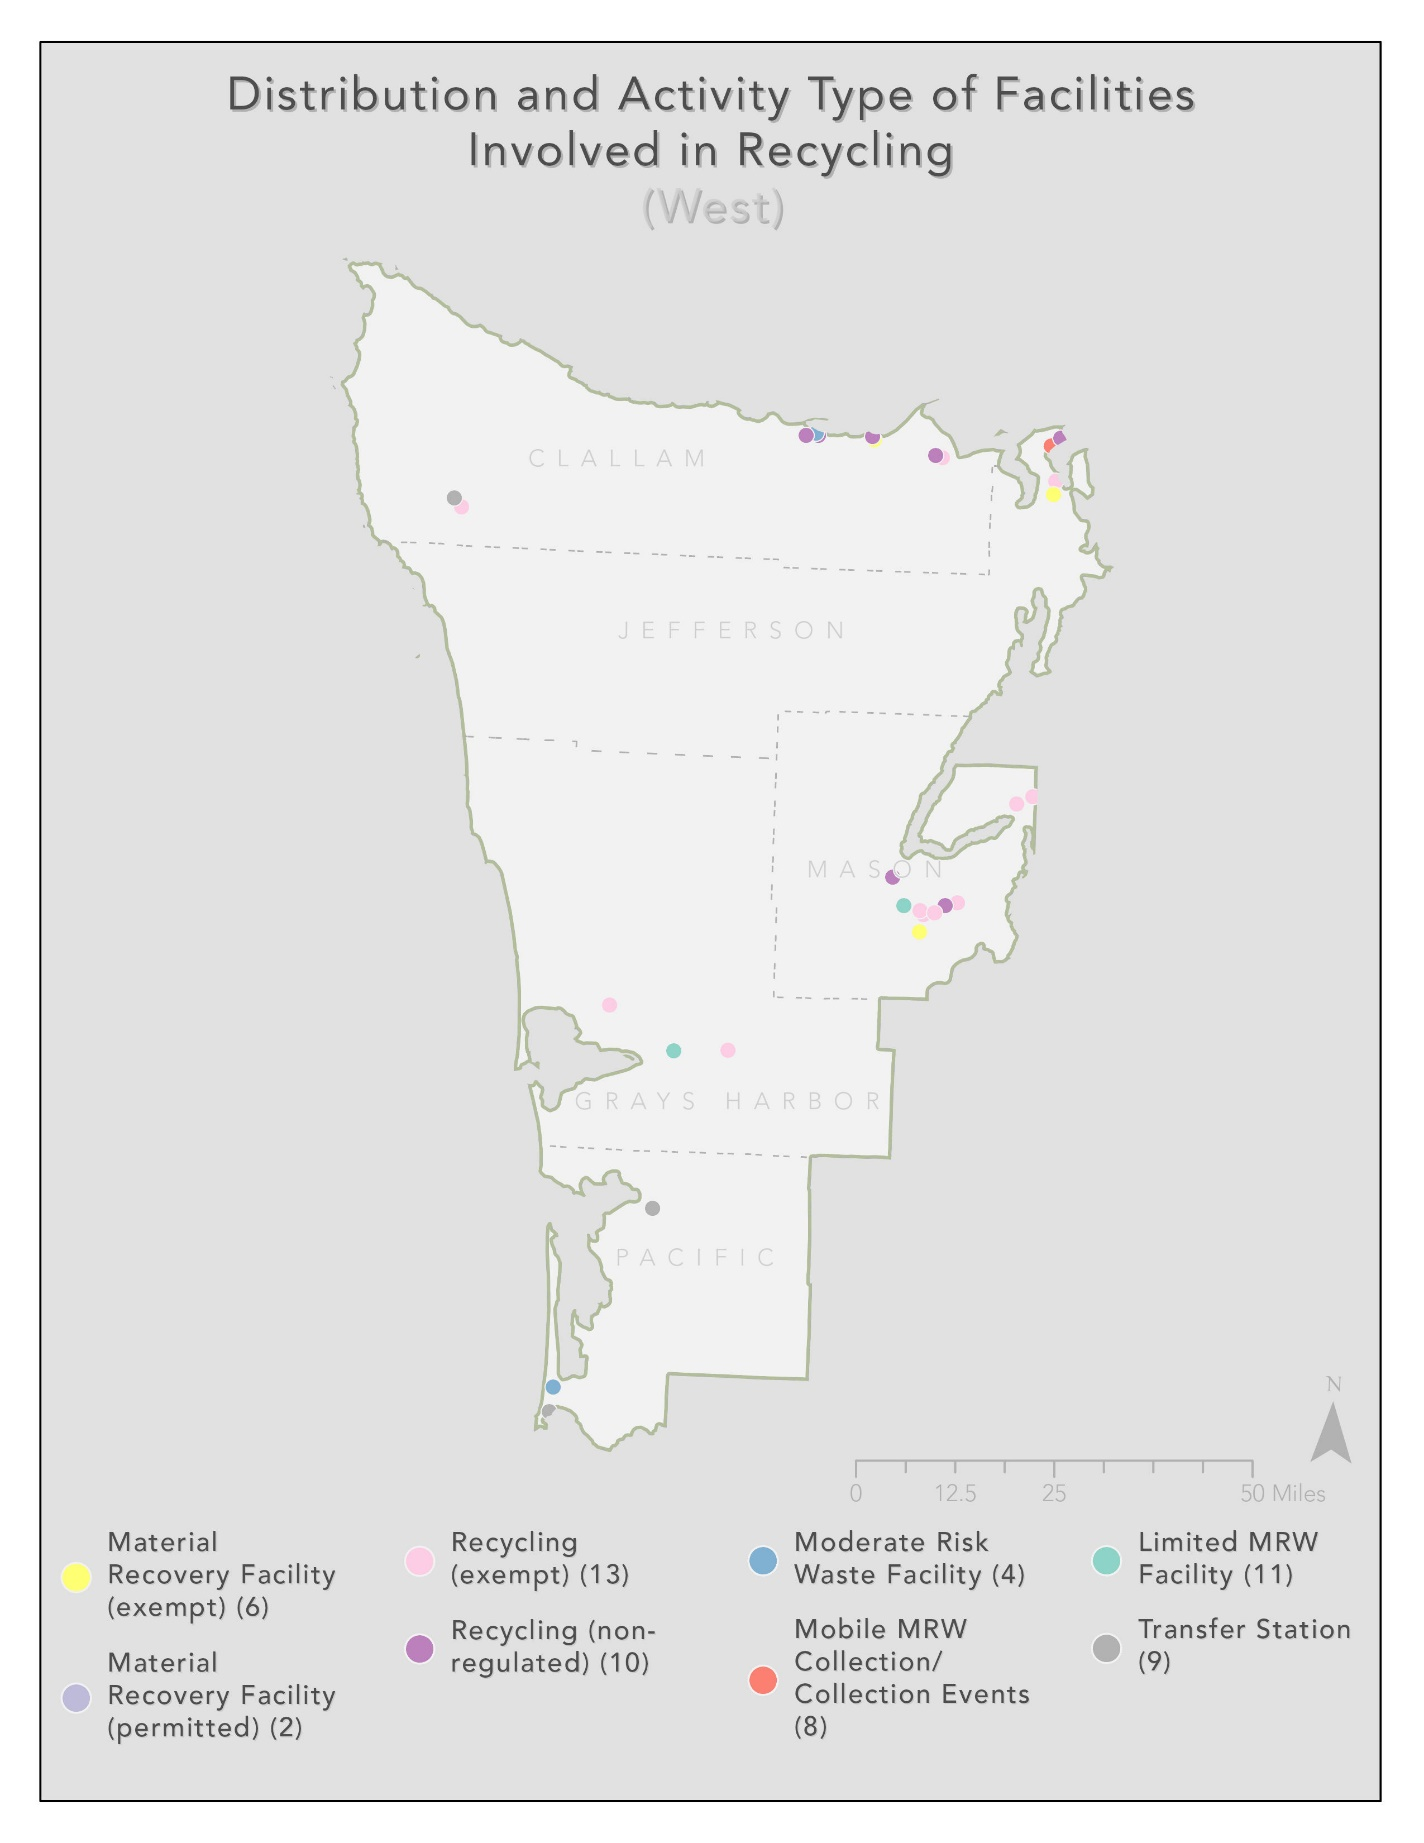 Distribution and Activity Type of Facilities
Involved in Recycling
(West)
CLALLAM
JEFFERSON
MASON
GRAYS HARBOR
PACIFIC
N
0 12.5 25 50 Miles
Material
Recovery Facility
(exempt) (6)
Material
Recovery Facility
(permitted) (2)
Recycling
(exempt) (13)
Recycling (non-
regulated) (10)
Moderate Risk
Waste Facility (4)
Mobile MRW
Collection/
Collection Events
(8)
Limited MRW
Facility (11)
Transfer Station
(9)